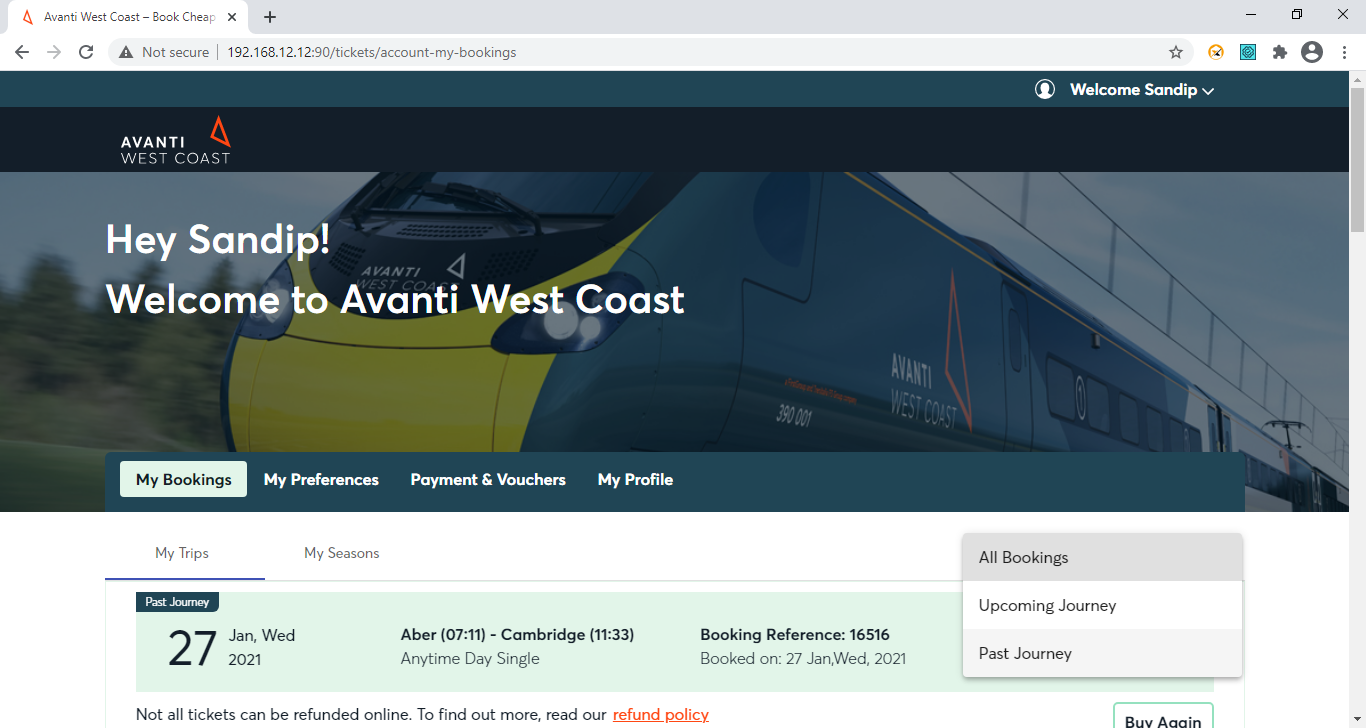 Avanti West Coast – Book Cheap
Not secure
192.168.12.12:90/tickets/account-my-bookings
Welcome Sandip
AVANTI
WEST COAST
Hey Sandip!
Welcome to Avanti West Coast
AVANTI
WEST COAST
AVANTI
WEST COAST
390 001
My Bookings
My Preferences
Payment & Vouchers
My Profile
My Trips
My Seasons
All Bookings
Upcoming Journey
Past Journey
Past Journey
27
Jan, Wed
2021
Aber (07:11) - Cambridge (11:33)
Anytime Day Single
Booking Reference: 16516
Booked on: 27 Jan,Wed, 2021
Not all tickets can be refunded online. To find out more, read our refund policy
Buy Again